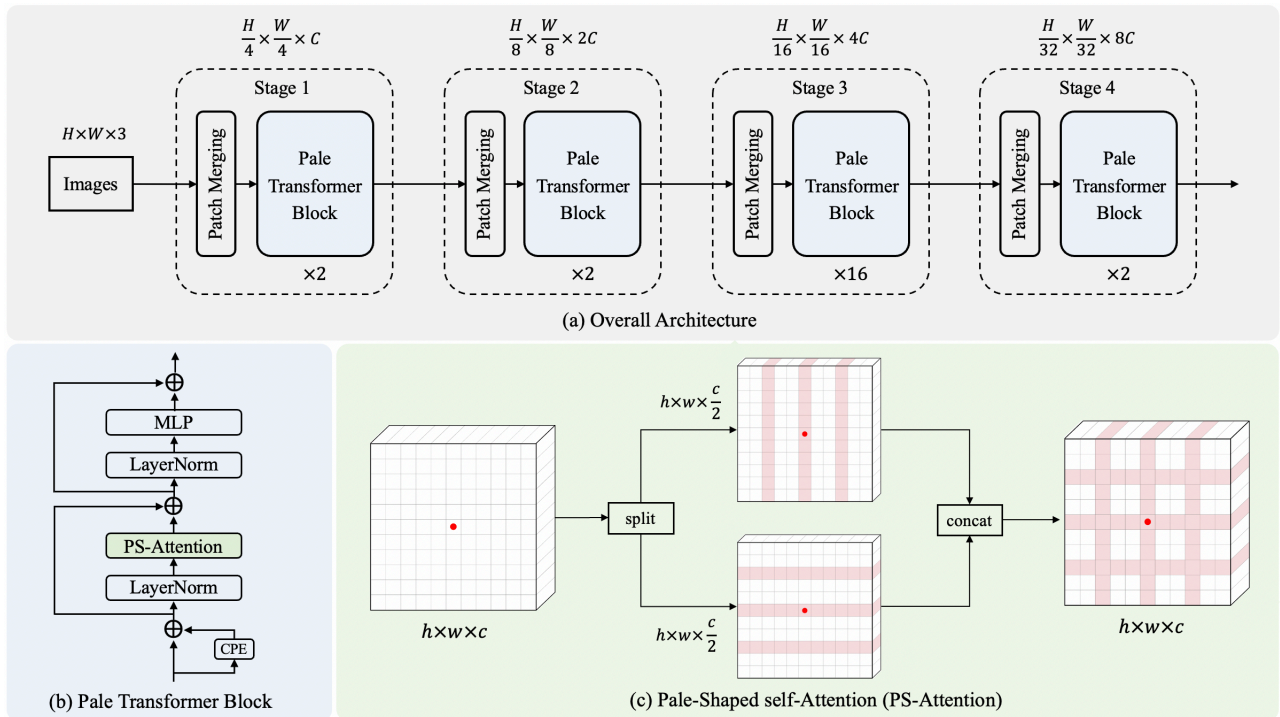 H/4 × W/4 × C
H/8 × W/8 × 2C
H/16 × W/16 × 4C
H/32 × W/32 × 8C
Stage 1
Stage 2
Stage 3
Stage 4
H×W×3
Images
Patch Merging
Pale
Transformer
Block
×2
Patch Merging
Pale
Transformer
Block
×2
Patch Merging
Pale
Transformer
Block
×16
Patch Merging
Pale
Transformer
Block
×2
(a) Overall Architecture
MLP
LayerNorm
PS-Attention
LayerNorm
CPE
(b) Pale Transformer Block
h×w×c
split
h×w×c/2
h×w×c/2
concat
h×w×c
(c) Pale-Shaped self-Attention (PS-Attention)